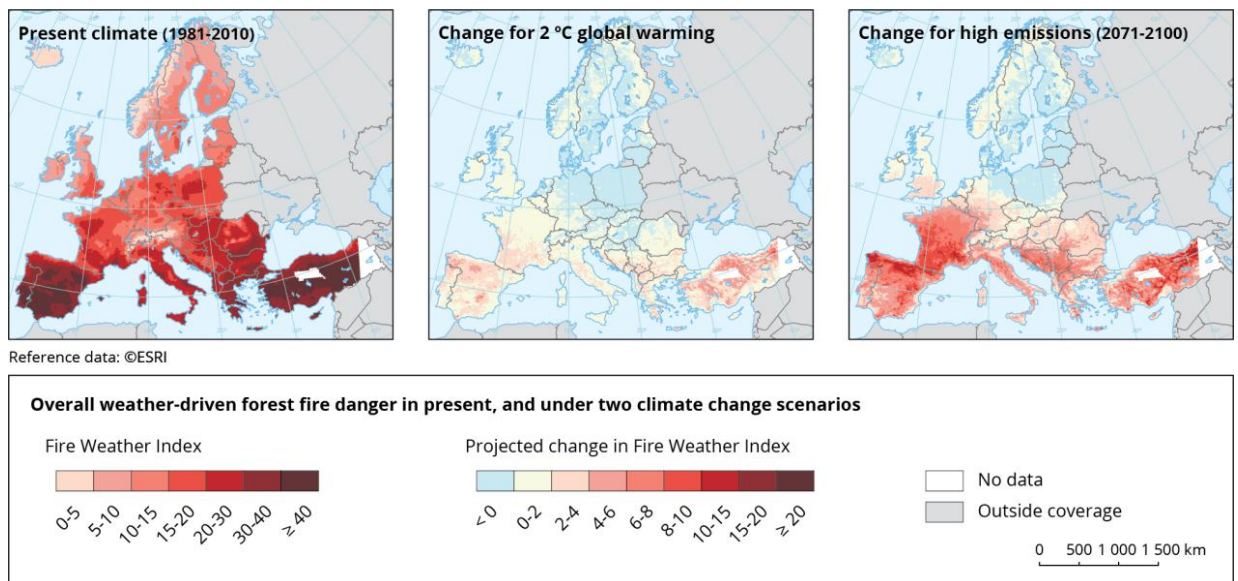 Present climate (1981-2010)
Change for 2 ºC global warming
Change for high emissions (2071-2100)
Reference data: ©ESRI
Overall weather-driven forest fire danger in present, and under two climate change scenarios
Fire Weather Index
0-5
5-10
10-15
15-20
20-30
30-40
≥ 40
Projected change in Fire Weather Index
< 0
0-2
2-4
4-6
6-8
8-10
10-15
15-20
≥ 20
No data
Outside coverage
0 500 1 000 1 500 km